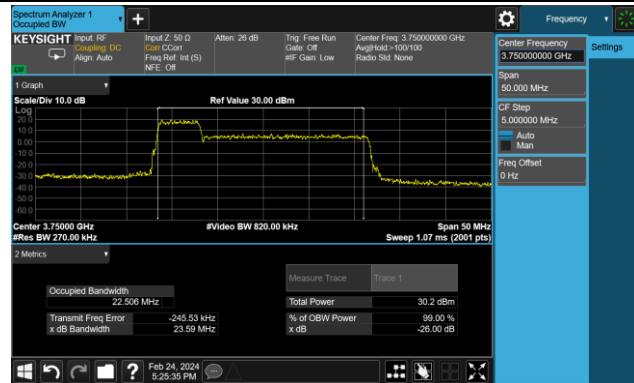 Spectrum Analyzer 1
Occupied BW
+
Frequency
KEYSIGHT
Input: RF
Coupling: DC
Align: Auto
Input Z: 50 Ω
Corr CCorr
Freq Ref: Int (S)
NFE: Off
Atten: 26 dB
Trig: Free Run
Gate: Off
#IF Gain: Low
Center Freq: 3.750000000 GHz
Avg|Hold:>100/100
Radio Std: None
Center Frequency
3.750000000 GHz
Settings
Span
50.000 MHz
CF Step
5.000000 MHz
Auto
Man
Freq Offset
0 Hz
1 Graph
Scale/Div 10.0 dB
Ref Value 30.00 dBm
Log
20.0
10.0
0.00
-10.0
-20.0
-30.0
-40.0
-50.0
-60.0
Center 3.75000 GHz
#Video BW 820.00 kHz
Span 50 MHz
#Res BW 270.00 kHz
Sweep 1.07 ms (2001 pts)
2 Metrics
Measure Trace
Trace 1
Occupied Bandwidth
22.506 MHz
Total Power
30.2 dBm
Transmit Freq Error
-245.53 kHz
% of OBW Power
99.00 %
x dB Bandwidth
23.59 MHz
x dB
-26.00 dB
?
Feb 24, 2024
5:25:35 PM